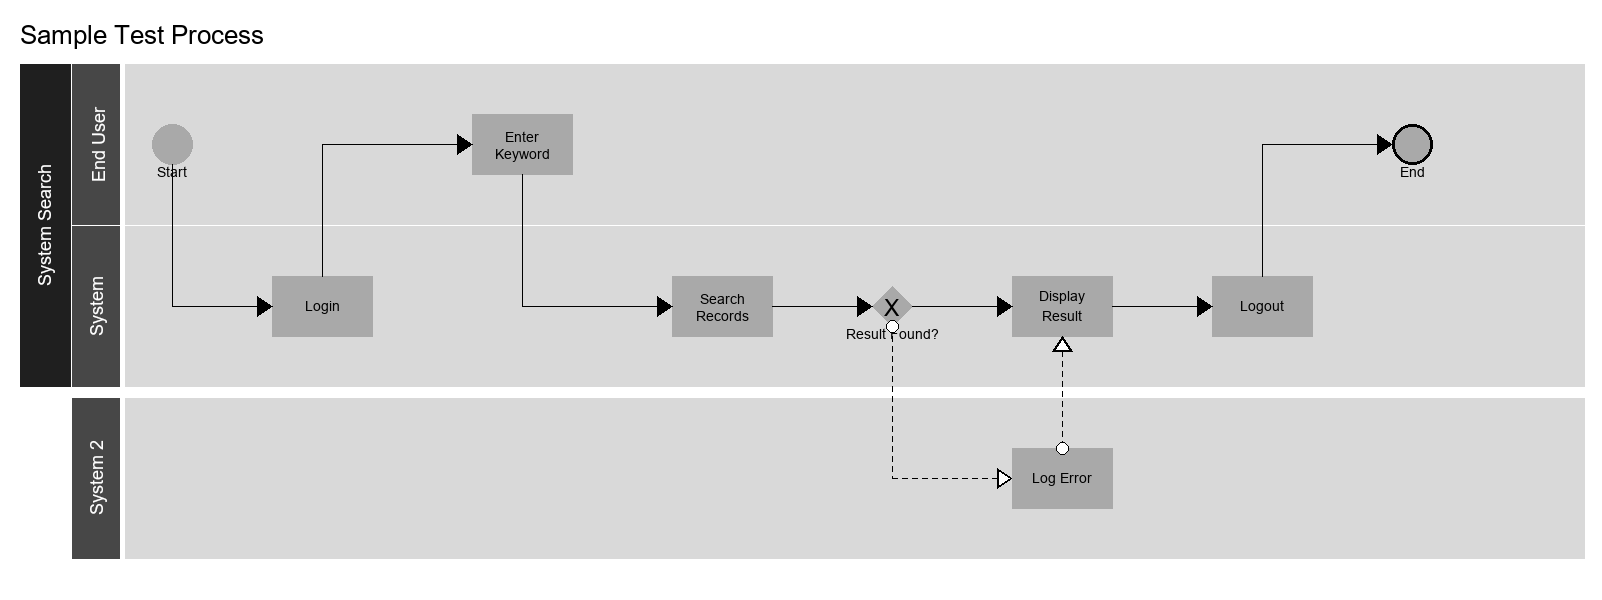 Sample Test Process
System Search
End User
Start
Enter
Keyword
End
System
Login
Search
Records
X
Result Found?
Display
Result
Logout
System 2
Log Error